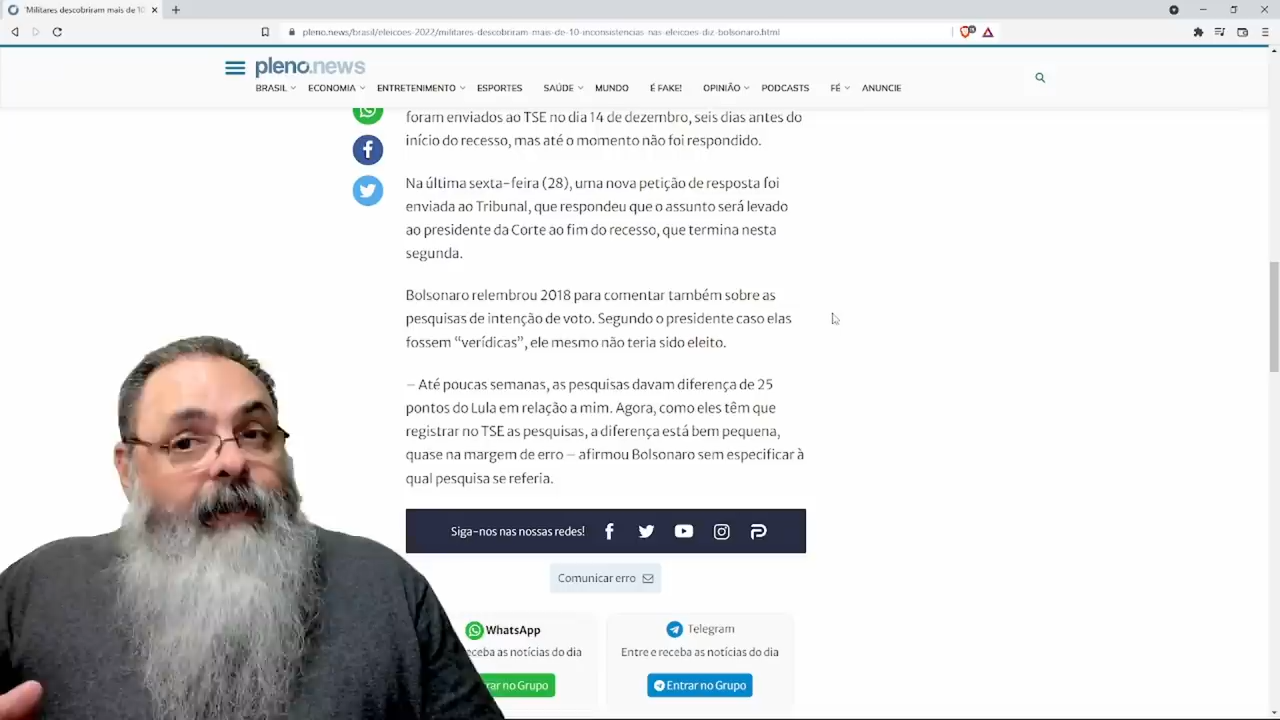 'Militares descobriram mais de 10
pleno.news/brasil/eleicoes-2022/militares-descobriram-mais-de-10-inconsistencias-nas-eleicoes-diz-bolsonaro.html
pleno.news
BRASIL ECONOMIA ENTRETENIMENTO ESPORTES SAÚDE MUNDO É FAKE! OPINIÃO PODCASTS FÉ ANUNCIE
foram enviados ao TSE no dia 14 de dezembro, seis dias antes do
início do recesso, mas até o momento não foi respondido.
Na última sexta-feira (28), uma nova petição de resposta foi
enviada ao Tribunal, que respondeu que o assunto será levado
ao presidente da Corte ao fim do recesso, que termina nesta
segunda.
Bolsonaro relembrou 2018 para comentar também sobre as
pesquisas de intenção de voto. Segundo o presidente caso elas
fossem “verídicas”, ele mesmo não teria sido eleito.
– Até poucas semanas, as pesquisas davam diferença de 25
pontos do Lula em relação a mim. Agora, como eles têm que
registrar no TSE as pesquisas, a diferença está bem pequena,
quase na margem de erro – afirmou Bolsonaro sem especificar à
qual pesquisa se referia.
Siga-nos nas nossas redes!
Comunicar erro
WhatsApp
eceba as notícias do dia
rar no Grupo
Telegram
Entre e receba as notícias do dia
Entrar no Grupo